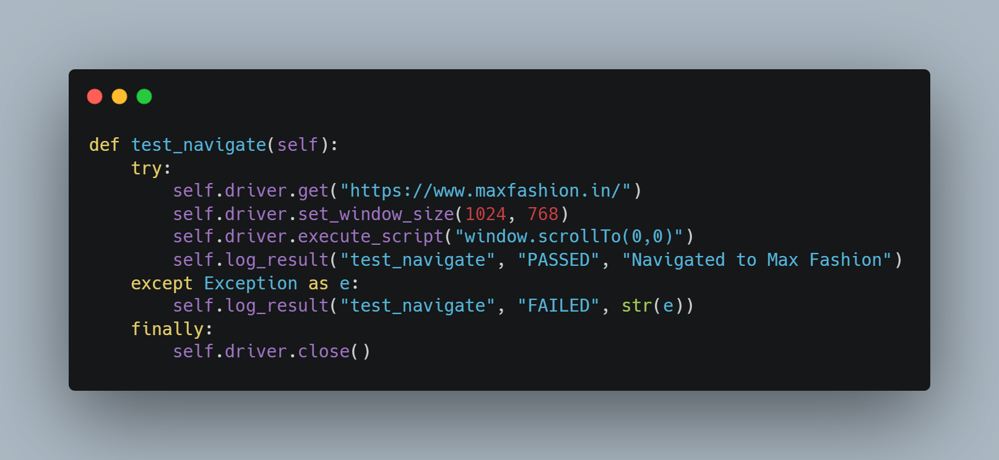 def test_navigate(self):
    try:
        self.driver.get("https://www.maxfashion.in/")
        self.driver.set_window_size(1024, 768)
        self.driver.execute_script("window.scrollTo(0,0)")
        self.log_result("test_navigate", "PASSED", "Navigated to Max Fashion")
    except Exception as e:
        self.log_result("test_navigate", "FAILED", str(e))
    finally:
        self.driver.close()